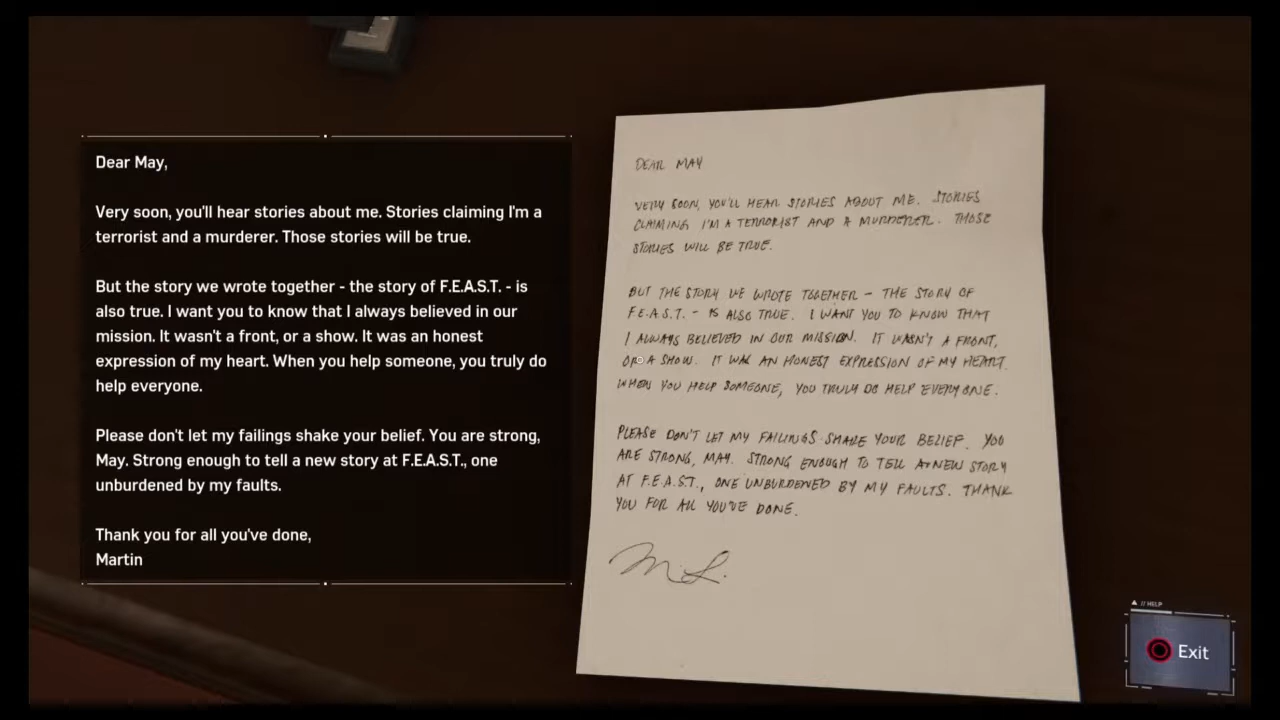 Dear May,
Very soon, you'll hear stories about me. Stories claiming I'm a
terrorist and a murderer. Those stories will be true.
But the story we wrote together - the story of F.E.A.S.T. - is
also true. I want you to know that I always believed in our
mission. It wasn't a front, or a show. It was an honest
expression of my heart. When you help someone, you truly do
help everyone.
Please don't let my failings shake your belief. You are strong,
May. Strong enough to tell a new story at F.E.A.S.T., one
unburdened by my faults.
Thank you for all you've done,
Martin
DEAR MAY
VERY SOON, YOU'LL HEAR STORIES ABOUT ME. STORIES
CLAIMING I'M A TERRORIST AND A MURDERER. THOSE
STORIES WILL BE TRUE.
BUT THE STORY WE WROTE TOGETHER - THE STORY OF
F.E.A.S.T. - IS ALSO TRUE. I WANT YOU TO KNOW THAT
I ALWAYS BELIEVED IN OUR MISSION. IT WASN'T A FRONT,
OR A SHOW. IT WAS AN HONEST EXPRESSION OF MY HEART.
WHEN YOU HELP SOMEONE, YOU TRULY DO HELP EVERYONE.
PLEASE DON'T LET MY FAILINGS SHAKE YOUR BELIEF. YOU
ARE STRONG, MAY. STRONG ENOUGH TO TELL A NEW STORY
AT F.E.A.S.T., ONE UNBURDENED BY MY FAULTS. THANK
YOU FOR ALL YOU'VE DONE.
M.L.
// HELP
Exit